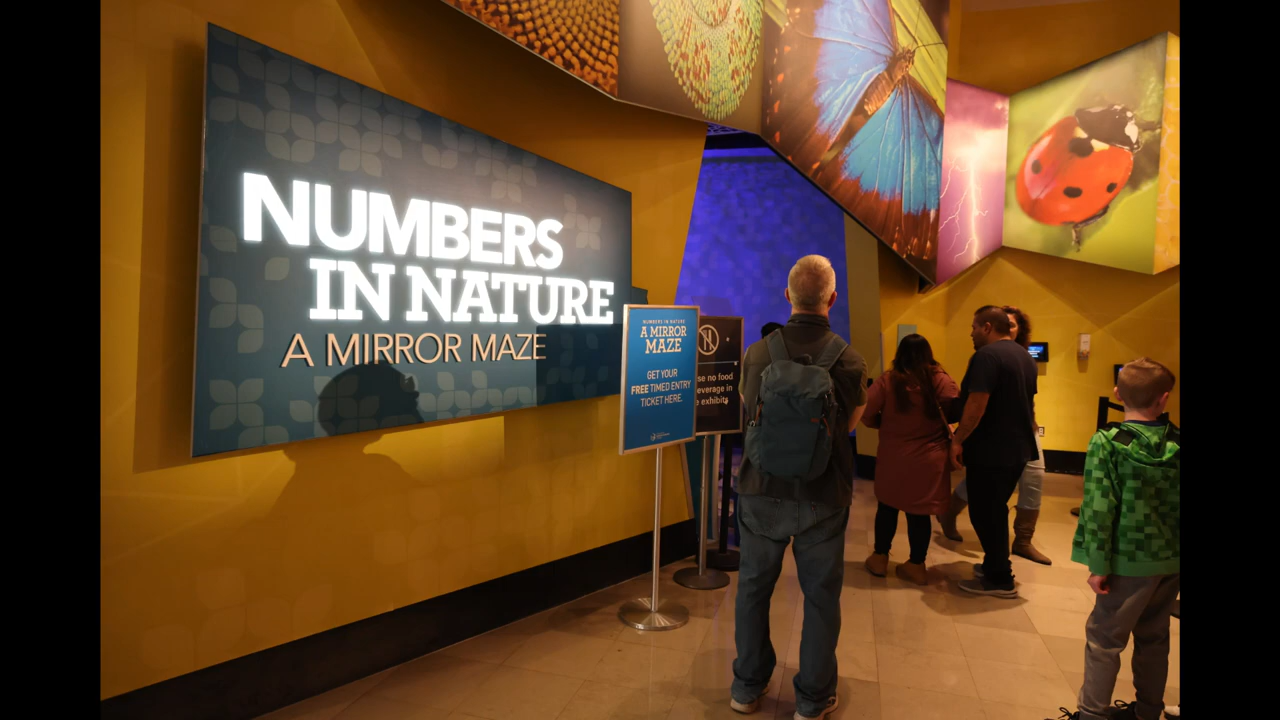 NUMBERS
IN NATURE
A MIRROR MAZE
NUMBERS IN NATURE
A MIRROR
MAZE
GET YOUR
FREE TIMED ENTRY
TICKET HERE.
se no food
everage in
e exhibits